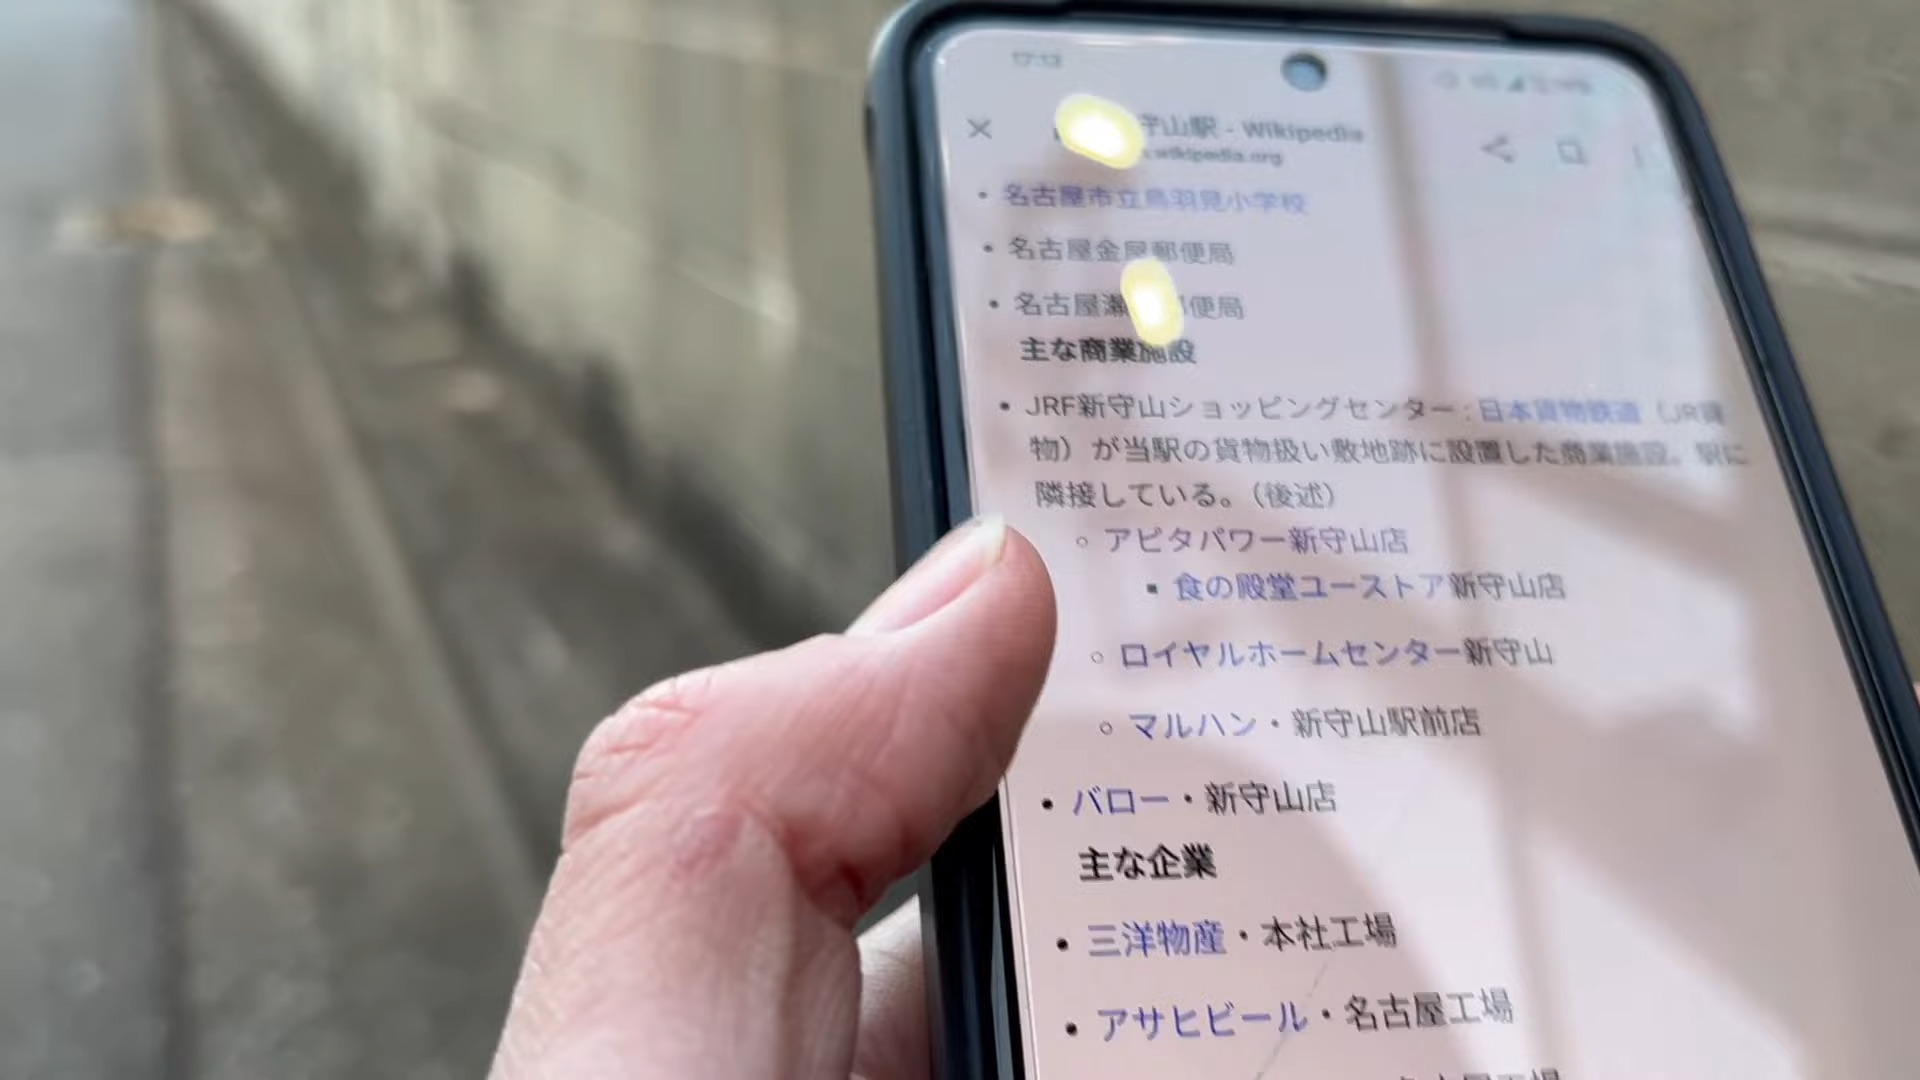 17:13
守山駅 - Wikipedia
wikipedia.org
• 名古屋市立鳥羽見小学校
• 名古屋金屋郵便局
• 名古屋瀬 便局
主な商業施設
• JRF新守山ショッピングセンター : 日本貨物鉄道（JR貨
物）が当駅の貨物扱い敷地跡に設置した商業施設。駅に
隣接している。（後述）
○ アピタパワー新守山店
▪ 食の殿堂ユーストア新守山店
○ ロイヤルホームセンター新守山
○ マルハン・新守山駅前店
• バロー・新守山店
主な企業
• 三洋物産・本社工場
• アサヒビール・名古屋工場